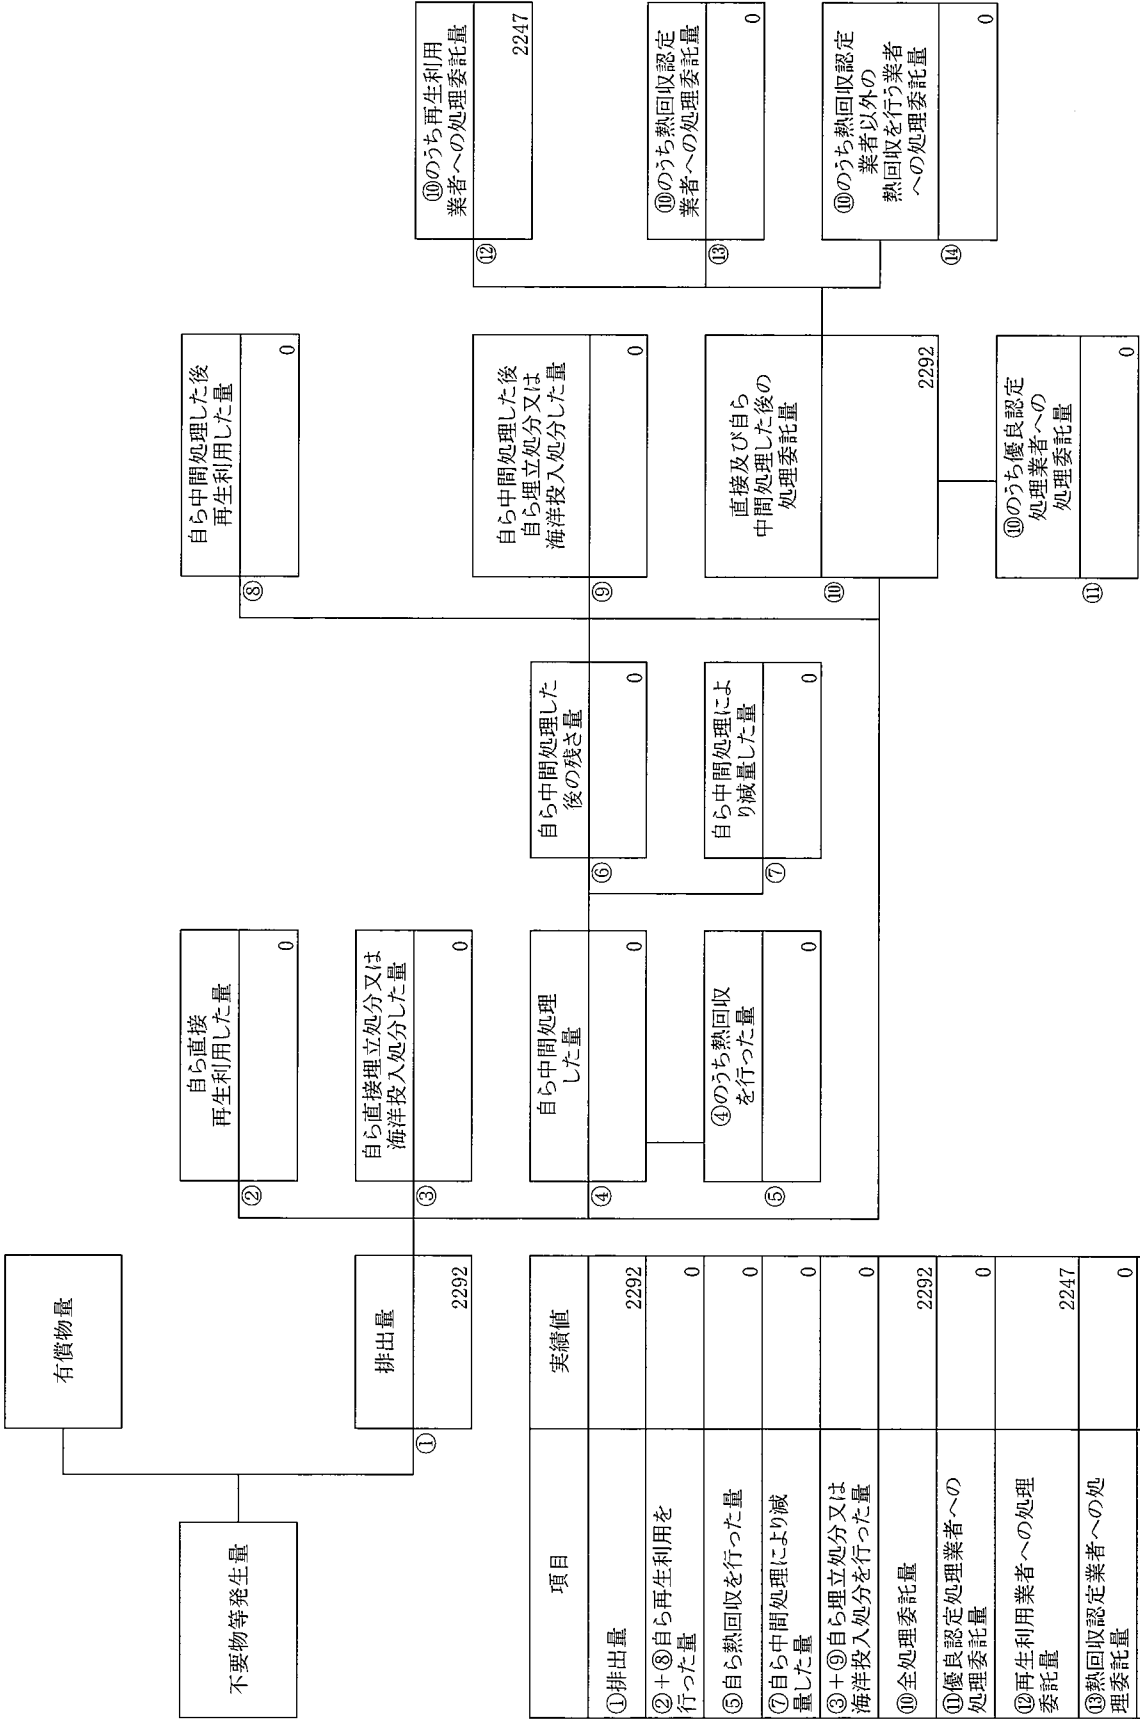 不要物等発生量
有償物量
①
排出量
2292
②
自ら直接
再生利用した量
0
③
自ら直接埋立処分又は
海洋投入処分した量
0
④
自ら中間処理
した量
0
⑤
④のうち熱回収
を行った量
0
⑥
自ら中間処理した
後の残さ量
0
⑦
自ら中間処理によ
り減量した量
0
⑧
自ら中間処理した後
再生利用した量
0
⑨
自ら中間処理した後
自ら埋立処分又は
海洋投入処分した量
0
⑩
直接及び自ら
中間処理した後の
処理委託量
2292
⑪
⑩のうち優良認定
処理業者への
処理委託量
0
⑫
⑩のうち再生利用
業者への処理委託量
2247
⑬
⑩のうち熱回収認定
業者への処理委託量
0
⑭
⑩のうち熱回収認定
業者以外の
熱回収を行う業者
への処理委託量
0
項目 実績値
①排出量 2292
②+⑧自ら再生利用を
行った量 0
⑤自ら熱回収を行った量 0
⑦自ら中間処理により減
量した量 0
③+⑨自ら埋立処分又は
海洋投入処分を行った量 0
⑩全処理委託量 2292
⑪優良認定処理業者への
処理委託量 0
⑫再生利用業者への処理
委託量 2247
⑬熱回収認定業者への処
理委託量 0